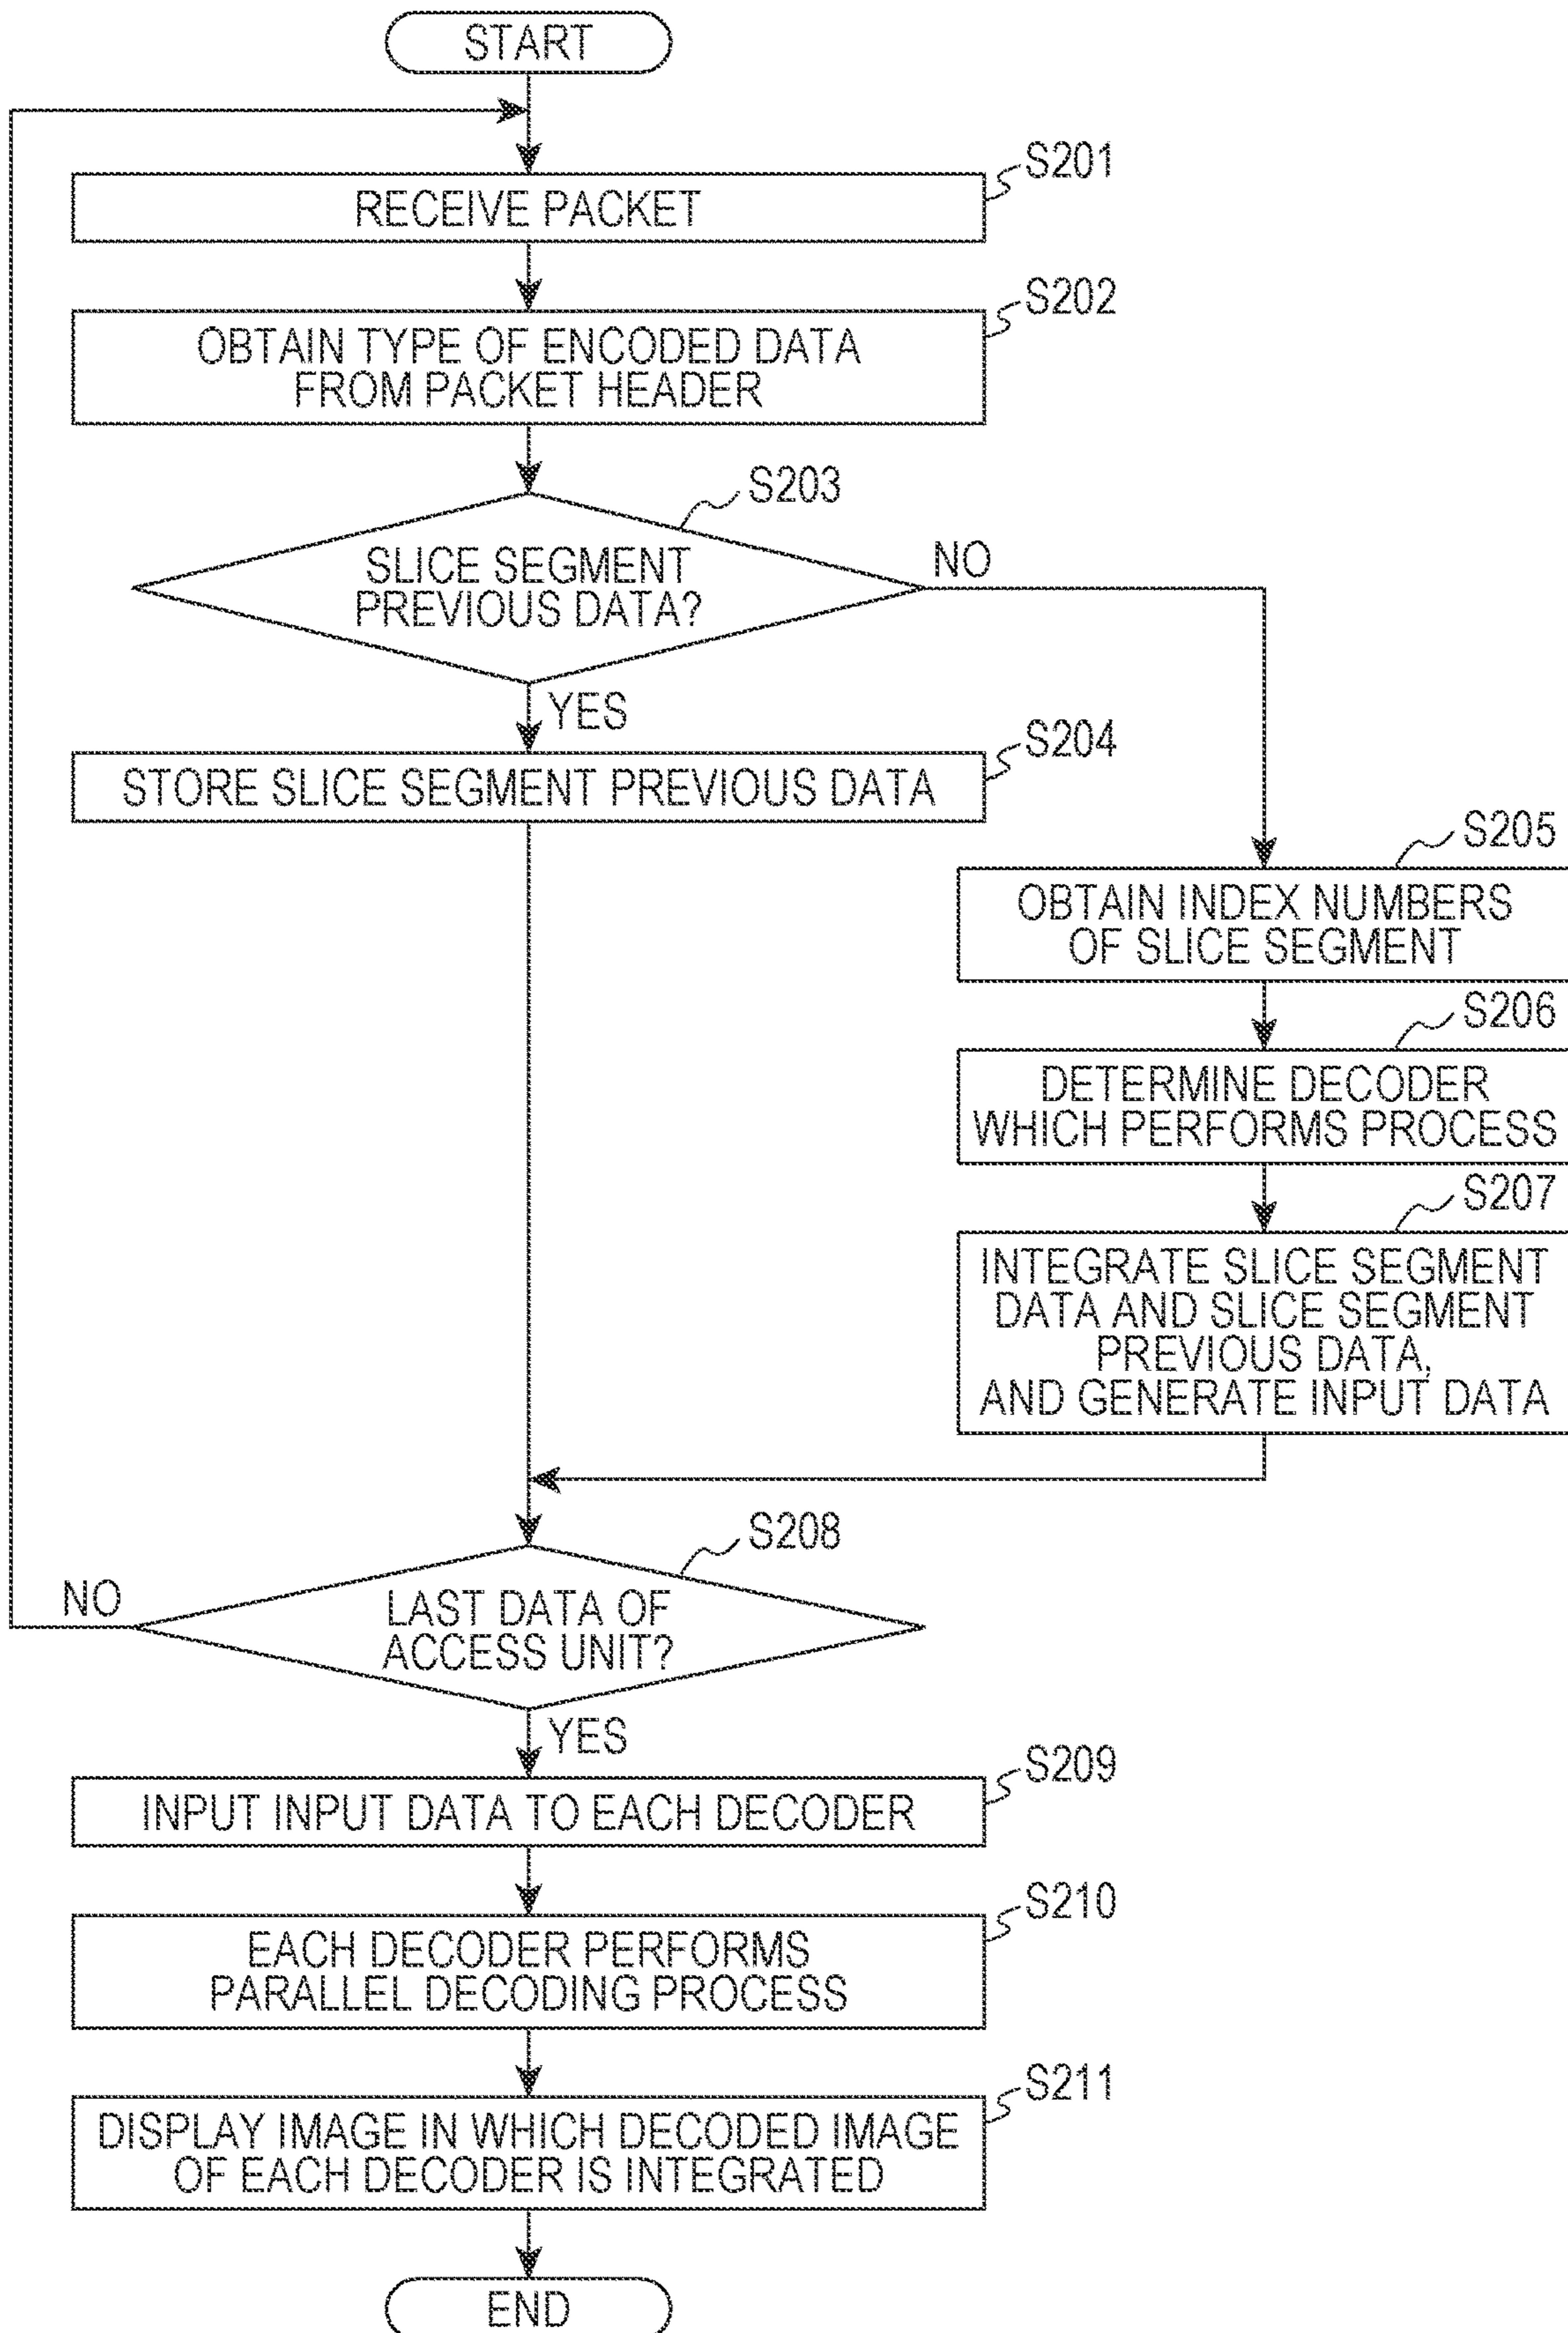 START
S201
RECEIVE PACKET
S202
OBTAIN TYPE OF ENCODED DATA
FROM PACKET HEADER
S203
SLICE SEGMENT
PREVIOUS DATA?
NO
YES
S204
STORE SLICE SEGMENT PREVIOUS DATA
S205
OBTAIN INDEX NUMBERS
OF SLICE SEGMENT
S206
DETERMINE DECODER
WHICH PERFORMS PROCESS
S207
INTEGRATE SLICE SEGMENT
DATA AND SLICE SEGMENT
PREVIOUS DATA,
AND GENERATE INPUT DATA
S208
LAST DATA OF
ACCESS UNIT?
NO
YES
S209
INPUT INPUT DATA TO EACH DECODER
S210
EACH DECODER PERFORMS
PARALLEL DECODING PROCESS
S211
DISPLAY IMAGE IN WHICH DECODED IMAGE
OF EACH DECODER IS INTEGRATED
END